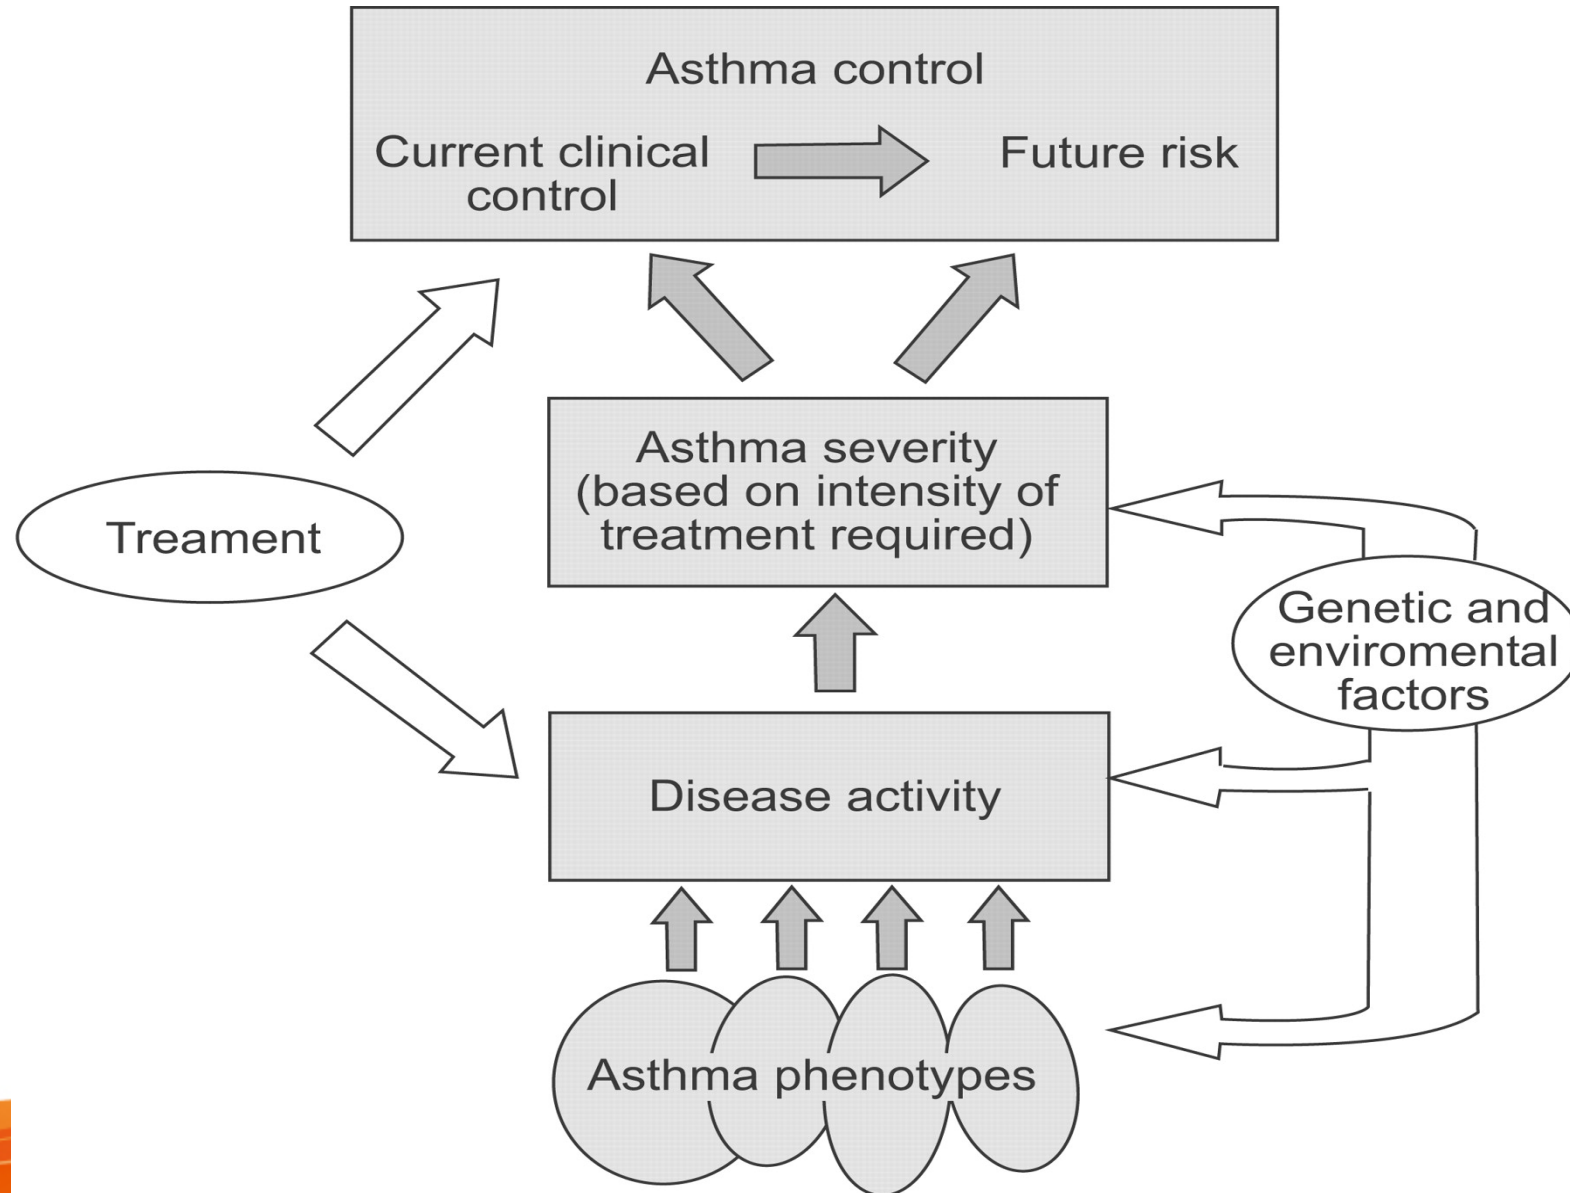 Asthma control
Current clinical
control
Future risk
Asthma severity
(based on intensity of
treatment required)
Treament
Genetic and
enviromental
factors
Disease activity
Asthma phenotypes